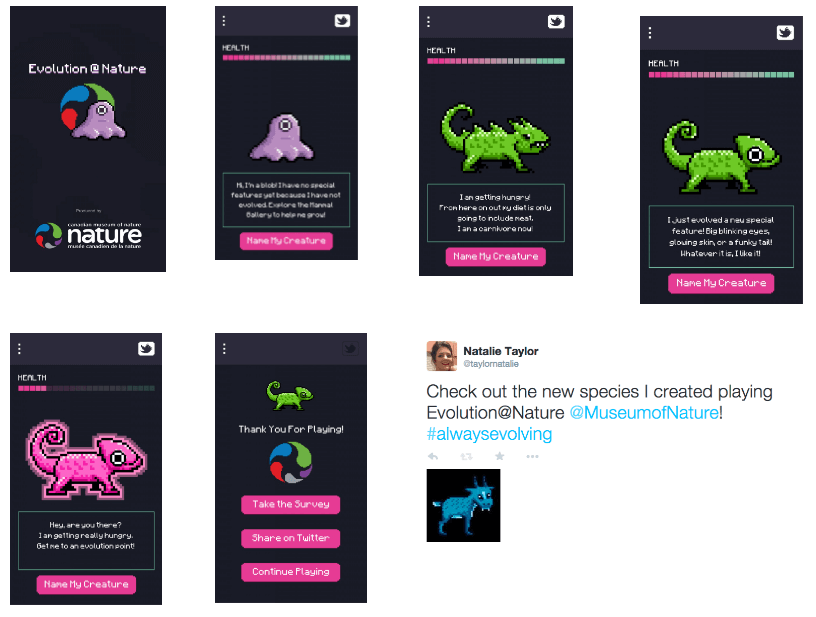 Evolution @ Nature
Produced by
canadian museum of nature
nature
musée canadien de la nature
HEALTH
Hi, I'm a blob! I have no special
features yet because I have not
evolved. Explore the Mammal
Gallery to help me grow!
Name My Creature
HEALTH
I am getting hungry!
From here on out my diet is only
going to include meat.
I am a carnivore now!
Name My Creature
HEALTH
I just evolved a new special
feature! Big blinking eyes,
glowing skin, or a funky tail!
Whatever it is, I like it!
Name My Creature
HEALTH
Hey, are you there?
I am getting really hungry.
Get me to an evolution point!
Name My Creature
Thank You For Playing!
Take the Survey
Share on Twitter
Continue Playing
Natalie Taylor
@taylornatalie
Check out the new species I created playing
Evolution@Nature @MuseumofNature!
#alwaysevolving